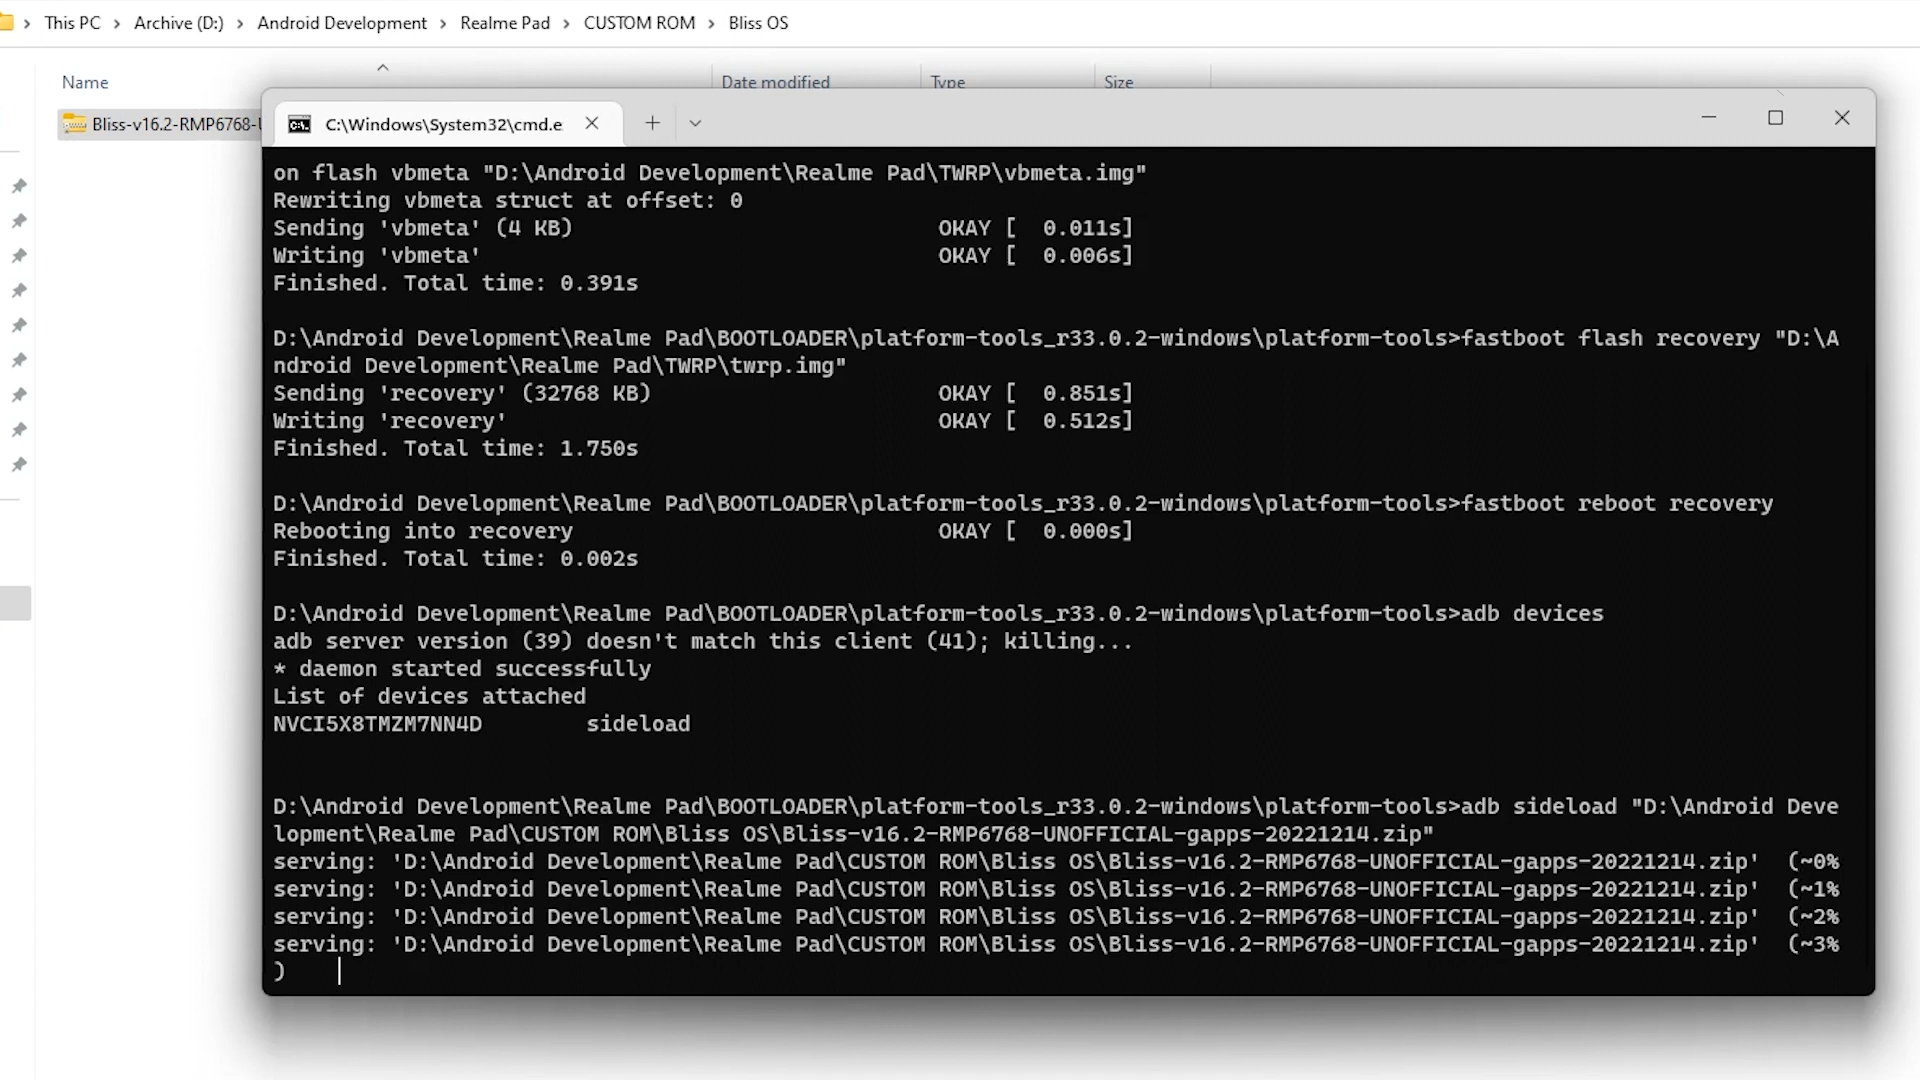 This PC > Archive (D:) > Android Development > Realme Pad > CUSTOM ROM > Bliss OS
Name Date modified Type Size
Bliss-v16.2-RMP6768-U
C:\Windows\System32\cmd.e
on flash vbmeta "D:\Android Development\Realme Pad\TWRP\vbmeta.img"
Rewriting vbmeta struct at offset: 0
Sending 'vbmeta' (4 KB) OKAY [ 0.011s]
Writing 'vbmeta' OKAY [ 0.006s]
Finished. Total time: 0.391s
D:\Android Development\Realme Pad\BOOTLOADER\platform-tools_r33.0.2-windows\platform-tools>fastboot flash recovery "D:\A
ndroid Development\Realme Pad\TWRP\twrp.img"
Sending 'recovery' (32768 KB) OKAY [ 0.851s]
Writing 'recovery' OKAY [ 0.512s]
Finished. Total time: 1.750s
D:\Android Development\Realme Pad\BOOTLOADER\platform-tools_r33.0.2-windows\platform-tools>fastboot reboot recovery
Rebooting into recovery OKAY [ 0.000s]
Finished. Total time: 0.002s
D:\Android Development\Realme Pad\BOOTLOADER\platform-tools_r33.0.2-windows\platform-tools>adb devices
adb server version (39) doesn't match this client (41); killing...
* daemon started successfully
List of devices attached
NVCI5X8TMZM7NN4D sideload
D:\Android Development\Realme Pad\BOOTLOADER\platform-tools_r33.0.2-windows\platform-tools>adb sideload "D:\Android Deve
lopment\Realme Pad\CUSTOM ROM\Bliss OS\Bliss-v16.2-RMP6768-UNOFFICIAL-gapps-20221214.zip"
serving: 'D:\Android Development\Realme Pad\CUSTOM ROM\Bliss OS\Bliss-v16.2-RMP6768-UNOFFICIAL-gapps-20221214.zip' (~0%
serving: 'D:\Android Development\Realme Pad\CUSTOM ROM\Bliss OS\Bliss-v16.2-RMP6768-UNOFFICIAL-gapps-20221214.zip' (~1%
serving: 'D:\Android Development\Realme Pad\CUSTOM ROM\Bliss OS\Bliss-v16.2-RMP6768-UNOFFICIAL-gapps-20221214.zip' (~2%
serving: 'D:\Android Development\Realme Pad\CUSTOM ROM\Bliss OS\Bliss-v16.2-RMP6768-UNOFFICIAL-gapps-20221214.zip' (~3%
)